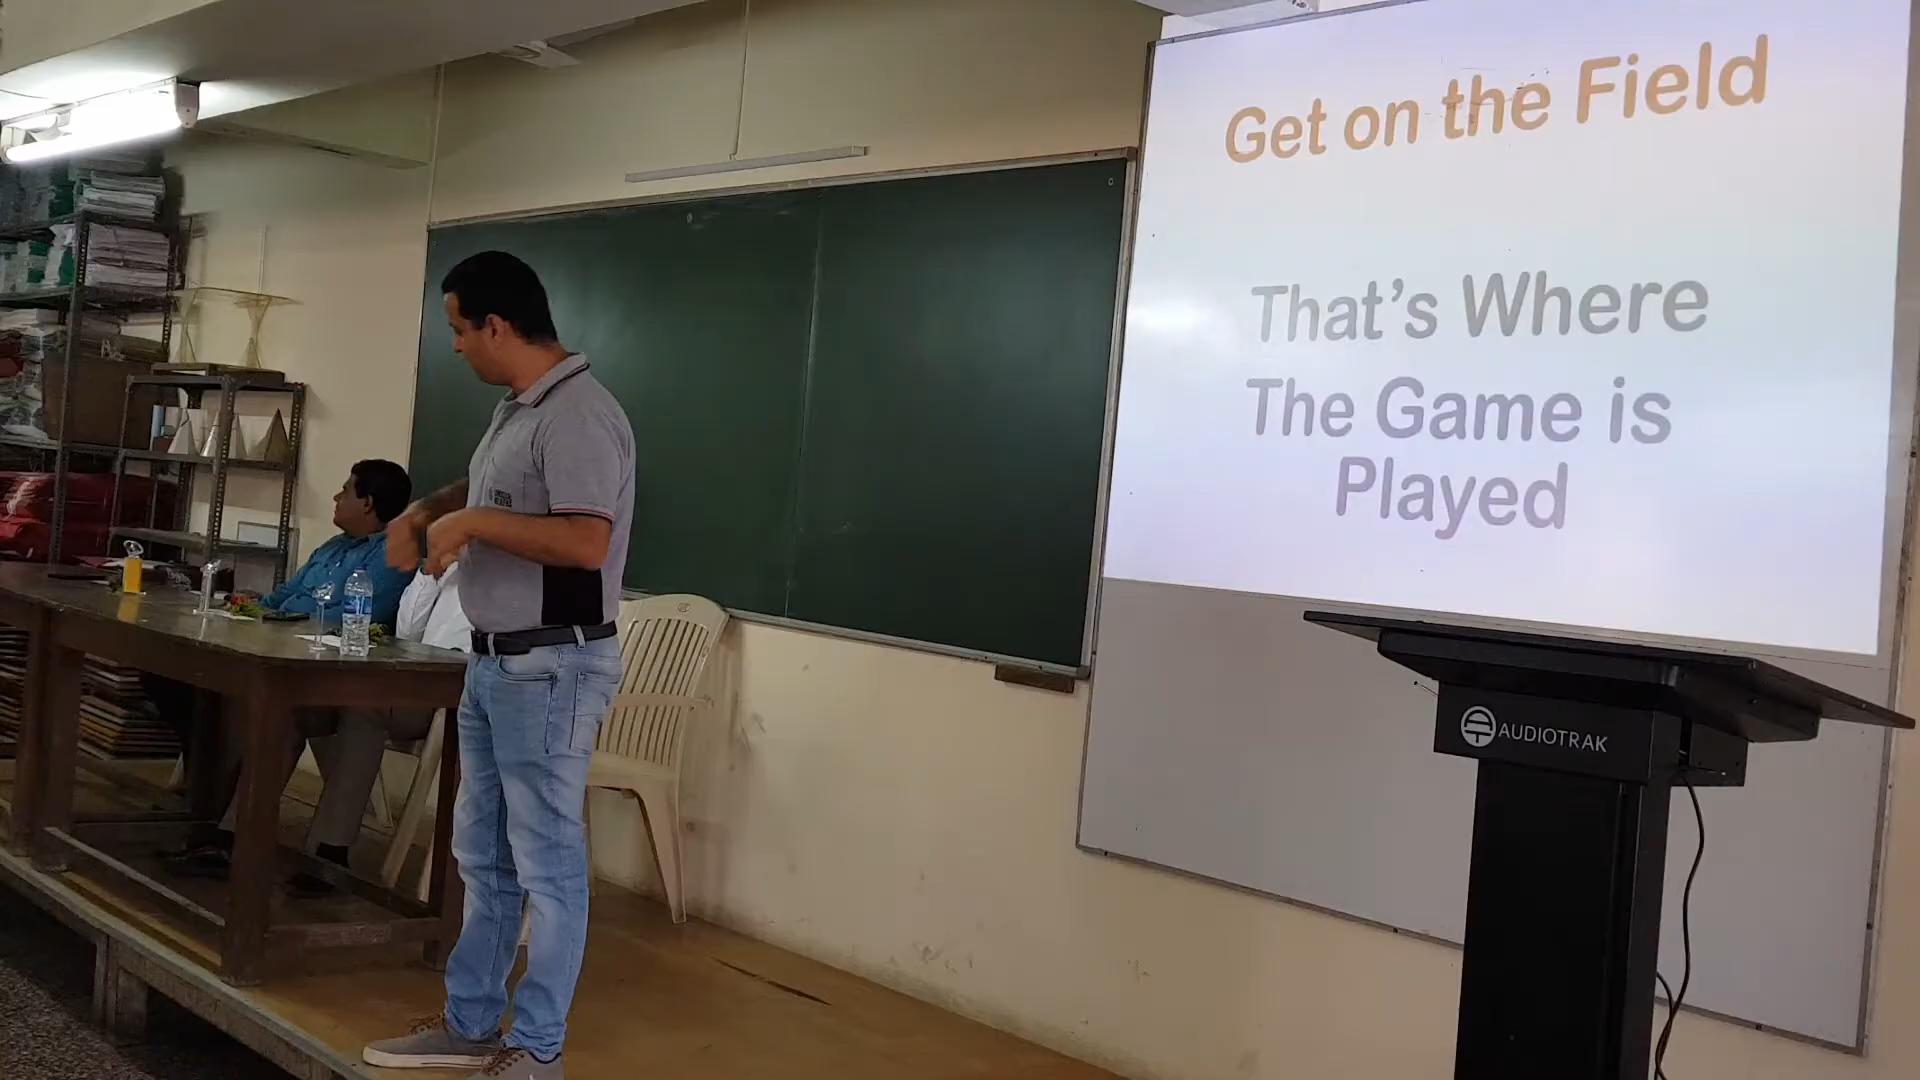 Get on the Field
That's Where
The Game is
Played
AUDIOTRAK